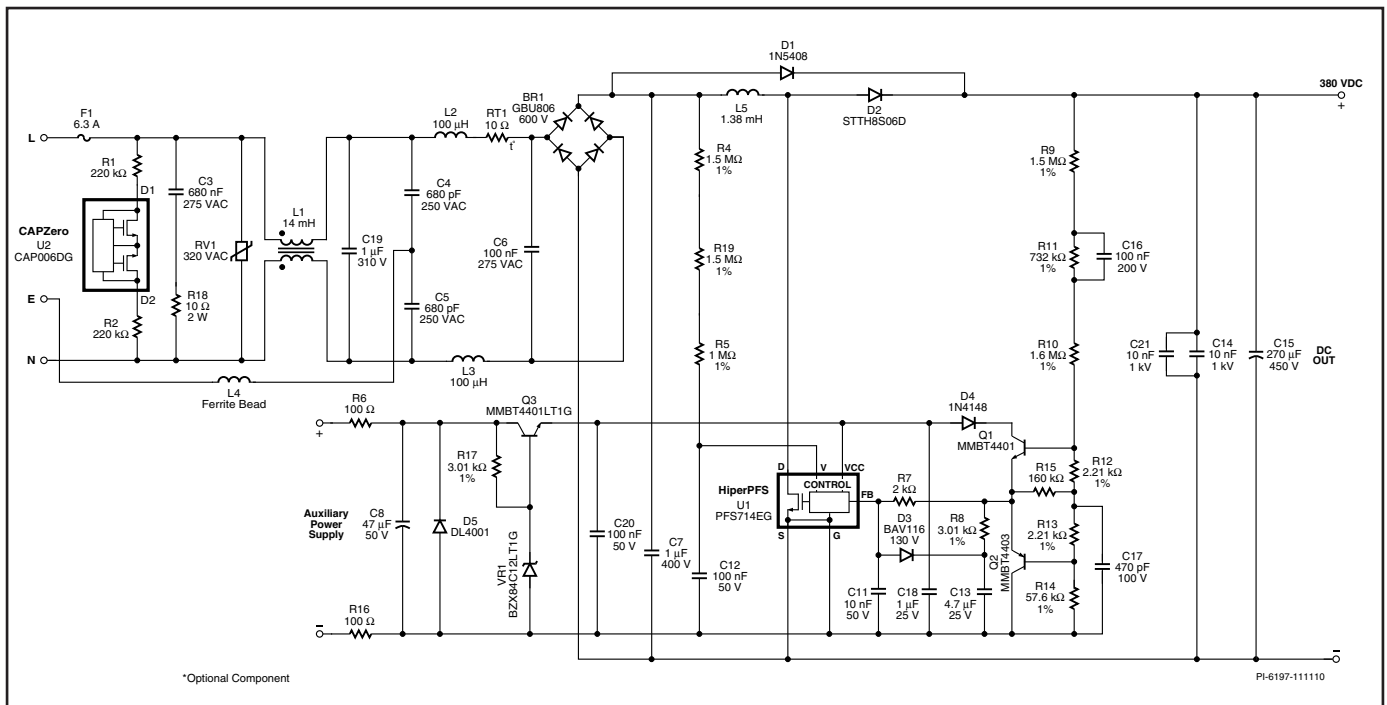 D1
1N5408
380 VDC
+
F1
6.3 A
L
L2
100 µH
RT1
10 Ω
t°
BR1
GBU806
600 V
L5
1.38 mH
D2
STTH8S06D
R1
220 kΩ
D1
C3
680 nF
275 VAC
CAPZero
U2
CAP006DG
D2
R2
220 kΩ
R18
10 Ω
2 W
RV1
320 VAC
L1
14 mH
C19
1 µF
310 V
C4
680 pF
250 VAC
C5
680 pF
250 VAC
C6
100 nF
275 VAC
E
N
L4
Ferrite Bead
L3
100 µH
R4
1.5 MΩ
1%
R19
1.5 MΩ
1%
R5
1 MΩ
1%
R9
1.5 MΩ
1%
R11
732 kΩ
1%
C16
100 nF
200 V
R10
1.6 MΩ
1%
C21
10 nF
1 kV
C14
10 nF
1 kV
C15
270 µF
450 V
DC
OUT
R6
100 Ω
+
Q3
MMBT4401LT1G
R17
3.01 kΩ
1%
Auxiliary
Power
Supply
C8
47 µF
50 V
D5
DL4001
VR1
BZX84C12LT1G
C20
100 nF
50 V
C7
1 µF
400 V
C12
100 nF
50 V
R16
100 Ω
–
D4
1N4148
Q1
MMBT4401
HiperPFS
U1
PFS714EG
D
V
VCC
CONTROL
FB
S
G
R7
2 kΩ
D3
BAV116
130 V
R8
3.01 kΩ
1%
R15
160 kΩ
R12
2.21 kΩ
1%
R13
2.21 kΩ
1%
Q2
MMBT4403
R14
57.6 kΩ
1%
C17
470 pF
100 V
C11
10 nF
50 V
C18
1 µF
25 V
C13
4.7 µF
25 V
–
*Optional Component
PI-6197-111110